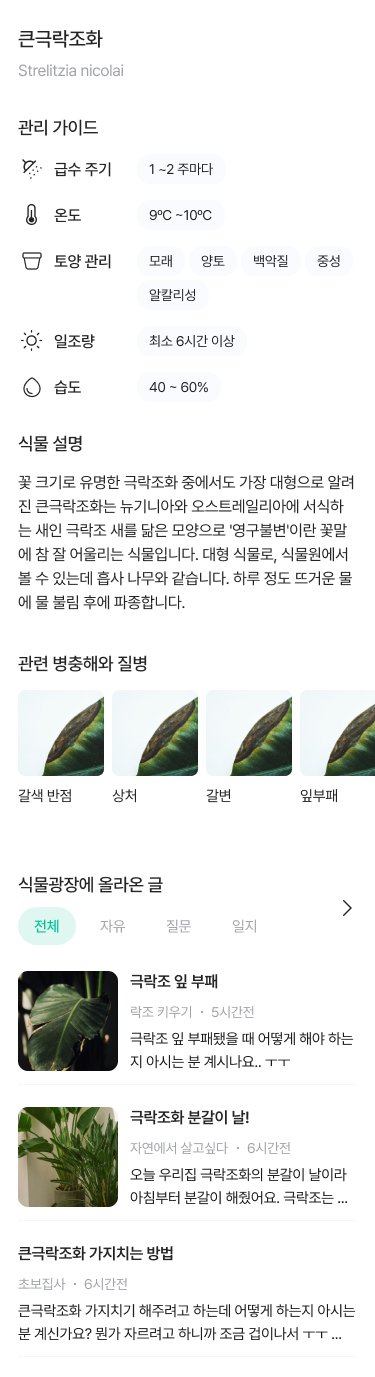 큰극락조화
Strelitzia nicolai
관리 가이드
급수 주기
1 ~2 주마다
온도
9ºC ~10ºC
토양 관리
모래 양토 백악질 중성
알칼리성
일조량
최소 6시간 이상
습도
40 ~ 60%
식물 설명
꽃 크기로 유명한 극락조화 중에서도 가장 대형으로 알려
진 큰극락조화는 뉴기니아와 오스트레일리아에 서식하
는 새인 극락조 새를 닮은 모양으로 '영구불변'이란 꽃말
에 참 잘 어울리는 식물입니다. 대형 식물로, 식물원에서
볼 수 있는데 흡사 나무와 같습니다. 하루 정도 뜨거운 물
에 물 불림 후에 파종합니다.
관련 병충해와 질병
갈색 반점 상처 갈변 잎부패
식물광장에 올라온 글
전체 자유 질문 일지
극락조 잎 부패
락조 키우기 · 5시간전
극락조 잎 부패됐을 때 어떻게 해야 하는
지 아시는 분 계시나요.. ㅜㅜ
극락조화 분갈이 날!
자연에서 살고싶다 · 6시간전
오늘 우리집 극락조화의 분갈이 날이라
아침부터 분갈이 해줬어요. 극락조는 ...
큰극락조화 가지치는 방법
초보집사 · 6시간전
큰극락조화 가지치기 해주려고 하는데 어떻게 하는지 아시는
분 계신가요? 뭔가 자르려고 하니까 조금 겁이나서 ㅜㅜ ...